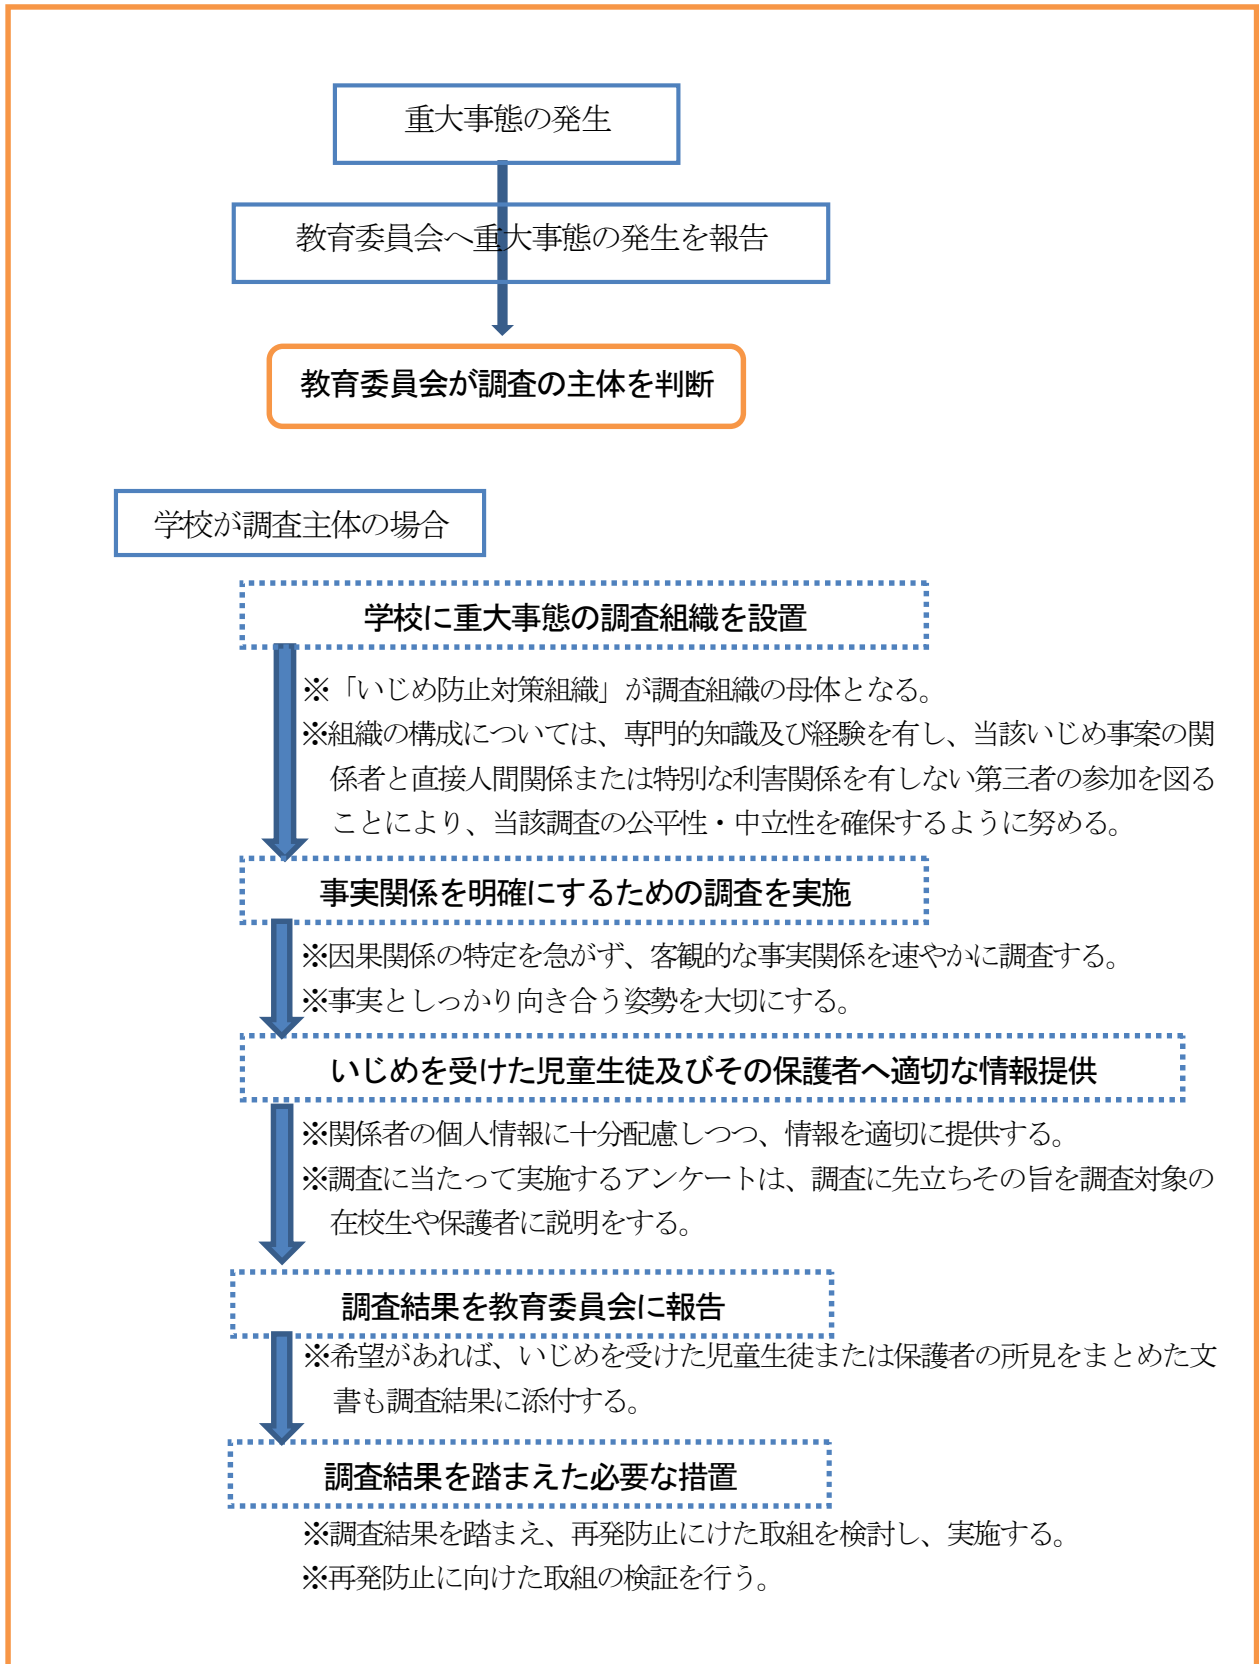 重大事態の発生
教育委員会へ重大事態の発生を報告
教育委員会が調査の主体を判断
学校が調査主体の場合
学校に重大事態の調査組織を設置
※「いじめ防止対策組織」が調査組織の母体となる。
※組織の構成については、専門的知識及び経験を有し、当該いじめ事案の関
係者と直接人間関係または特別な利害関係を有しない第三者の参加を図る
ことにより、当該調査の公平性・中立性を確保するように努める。
事実関係を明確にするための調査を実施
※因果関係の特定を急がず、客観的な事実関係を速やかに調査する。
※事実としっかり向き合う姿勢を大切にする。
いじめを受けた児童生徒及びその保護者へ適切な情報提供
※関係者の個人情報に十分配慮しつつ、情報を適切に提供する。
※調査に当たって実施するアンケートは、調査に先立ちその旨を調査対象の
在校生や保護者に説明をする。
調査結果を教育委員会に報告
※希望があれば、いじめを受けた児童生徒または保護者の所見をまとめた文
書も調査結果に添付する。
調査結果を踏まえた必要な措置
※調査結果を踏まえ、再発防止にけた取組を検討し、実施する。
※再発防止に向けた取組の検証を行う。